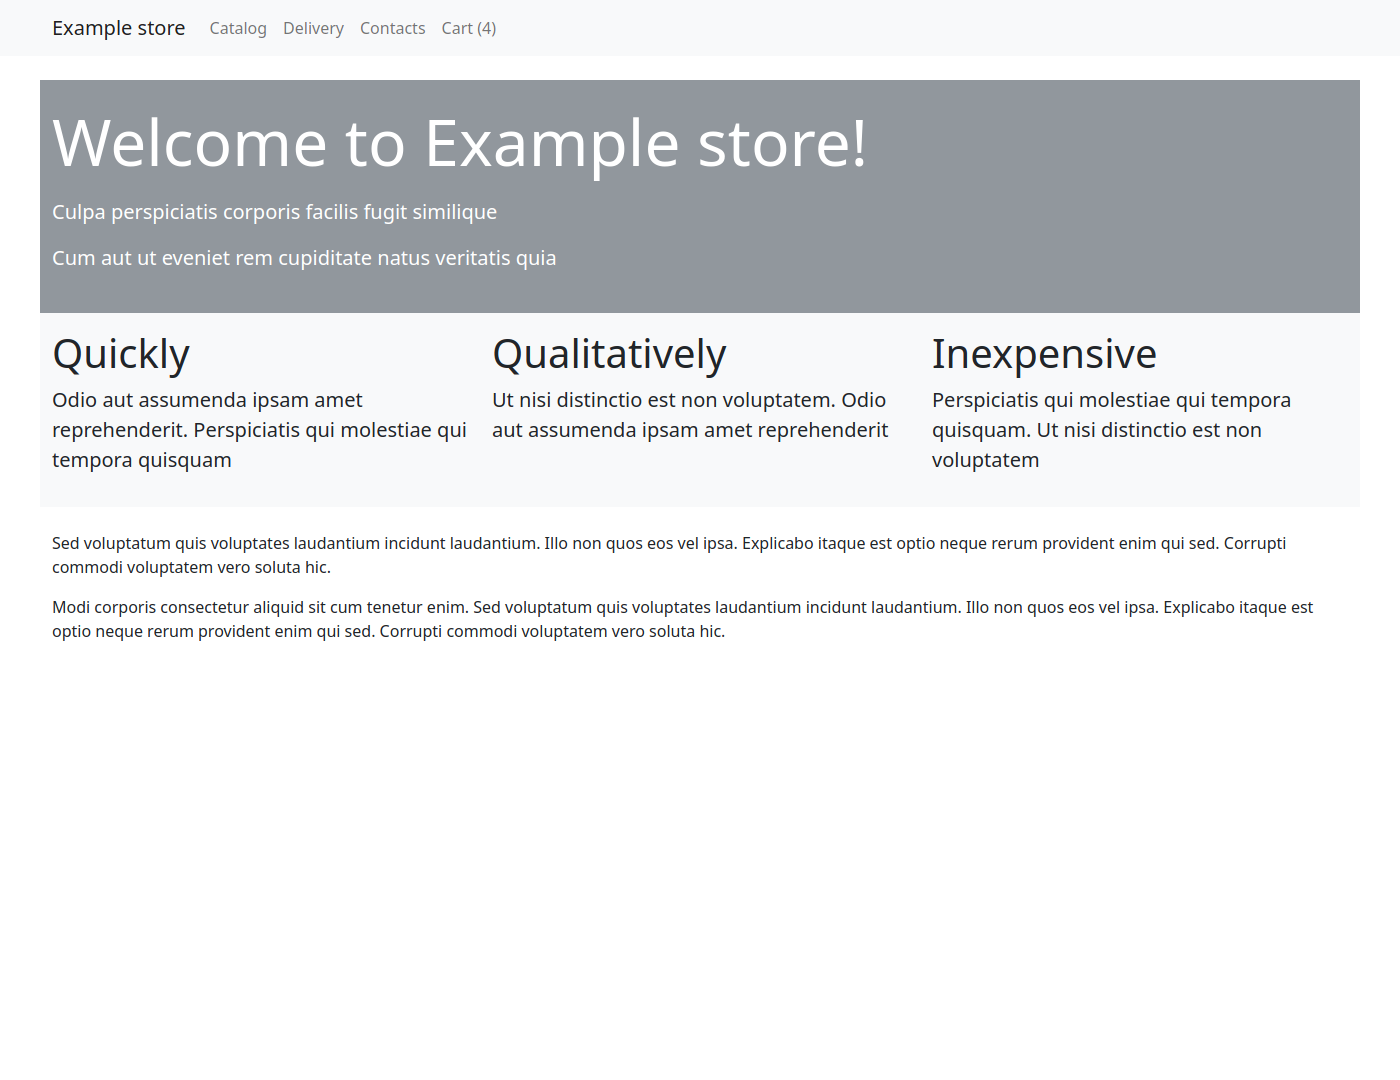 Example store Catalog Delivery Contacts Cart (4)
Welcome to Example store!
Culpa perspiciatis corporis facilis fugit similique
Cum aut ut eveniet rem cupiditate natus veritatis quia
Quickly
Odio aut assumenda ipsam amet
reprehenderit. Perspiciatis qui molestiae qui
tempora quisquam
Qualitatively
Ut nisi distinctio est non voluptatem. Odio
aut assumenda ipsam amet reprehenderit
Inexpensive
Perspiciatis qui molestiae qui tempora
quisquam. Ut nisi distinctio est non
voluptatem
Sed voluptatum quis voluptates laudantium incidunt laudantium. Illo non quos eos vel ipsa. Explicabo itaque est optio neque rerum provident enim qui sed. Corrupti
commodi voluptatem vero soluta hic.
Modi corporis consectetur aliquid sit cum tenetur enim. Sed voluptatum quis voluptates laudantium incidunt laudantium. Illo non quos eos vel ipsa. Explicabo itaque est
optio neque rerum provident enim qui sed. Corrupti commodi voluptatem vero soluta hic.